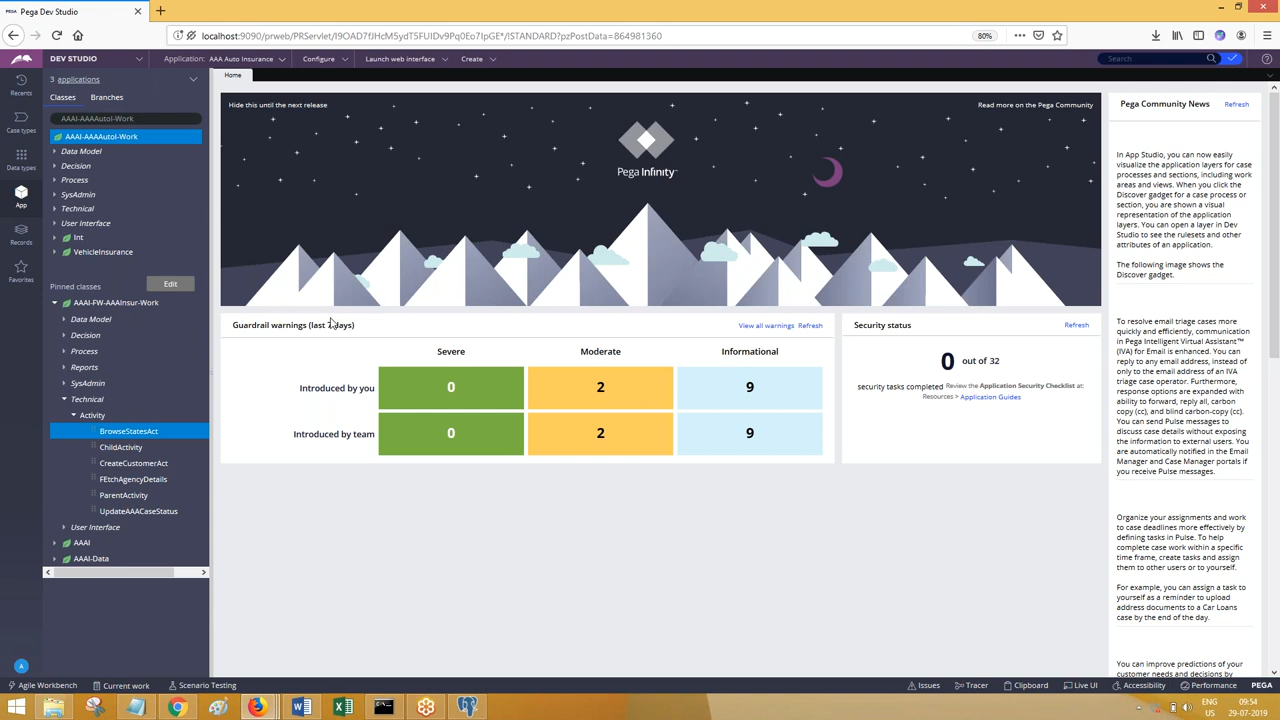 Pega Dev Studio
localhost:9090/prweb/PRServlet/I9OAD7fJHcM5ydT5FUIDv9Pq0Eo7IpGE*/!STANDARD?pzPostData=864981360
80%
DEV STUDIO
Application: AAA Auto Insurance
Configure
Launch web interface
Create
Search
3 applications
Home
Recents
Case types
Data types
App
Records
Favorites
Classes
Branches
AAAI-AAAAutoI-Work
AAAI-AAAAutoI-Work
Data Model
Decision
Process
SysAdmin
Technical
User Interface
Int
VehicleInsurance
Pinned classes
Edit
AAAI-FW-AAAInsur-Work
Data Model
Decision
Process
Reports
SysAdmin
Technical
Activity
BrowseStatesAct
ChildActivity
CreateCustomerAct
FEtchAgencyDetails
ParentActivity
UpdateAAACaseStatus
User Interface
AAAI
AAAI-Data
Hide this until the next release
Read more on the Pega Community
Pega Infinity™
Guardrail warnings (last 7 days)
View all warnings
Refresh
Severe
Moderate
Informational
Introduced by you
0
2
9
Introduced by team
0
2
9
Security status
Refresh
0 out of 32
security tasks completed Review the Application Security Checklist at:
Resources > Application Guides
Pega Community News
Refresh
In App Studio, you can now easily
visualize the application layers for case
processes and sections, including work
areas and views. When you click the
Discover gadget for a case process or
section, you are shown a visual
representation of the application
layers. You can open a layer in Dev
Studio to see the rulesets and other
attributes of an application.
The following image shows the
Discover gadget.
To resolve email triage cases more
quickly and efficiently, communication
in Pega Intelligent Virtual Assistant™
(IVA) for Email is enhanced. You can
reply to any email address, instead of
only to the email address of an IVA
triage case operator. Furthermore,
response options are expanded with
ability to forward, reply all, carbon
copy (cc), and blind carbon-copy (cc).
You can send Pulse messages to
discuss case details without exposing
the information to external users. You
are automatically notified in the Email
Manager and Case Manager portals if
you receive Pulse messages.
Organize your assignments and work
to case deadlines more effectively by
defining tasks in Pulse. To help
complete case work within a specific
time frame, create tasks and assign
them to other users or to yourself.
For example, you can assign a task to
yourself as a reminder to upload
address documents to a Car Loans
case by the end of the day.
You can improve predictions of your
customer needs and decisions by
A
Agile Workbench
Current work
Scenario Testing
Issues
Tracer
Clipboard
Live UI
Accessibility
Performance
PEGA
ENG
US
09:54
29-07-2019